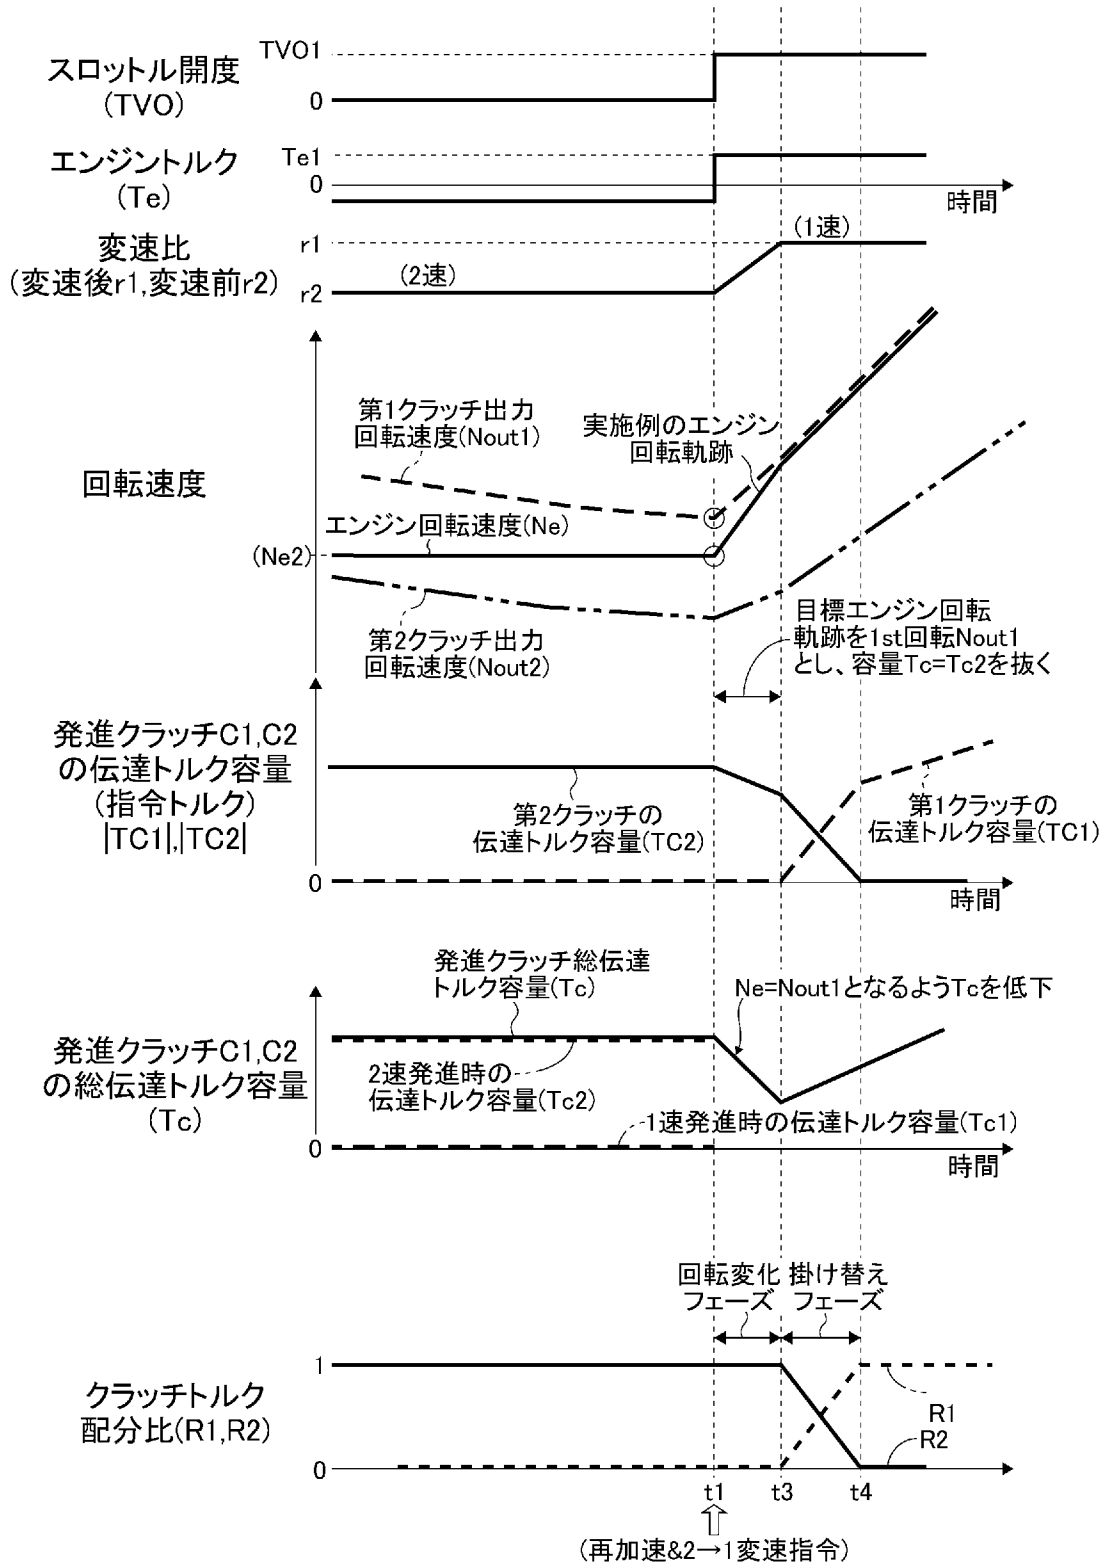 TVO1
スロットル開度
(TVO)
0
Te1
エンジントルク
(Te)
0
時間
変速比
(変速後r1,変速前r2)
r1
(1速)
(2速)
r2
第1クラッチ出力
回転速度(Nout1)
実施例のエンジン
回転軌跡
回転速度
エンジン回転速度(Ne)
(Ne2)
第2クラッチ出力
回転速度(Nout2)
目標エンジン回転
軌跡を1st回転Nout1
とし、容量Tc=Tc2を抜く
発進クラッチC1,C2
の伝達トルク容量
(指令トルク)
|TC1|,|TC2|
第2クラッチの
伝達トルク容量(TC2)
第1クラッチの
伝達トルク容量(TC1)
0
時間
発進クラッチ総伝達
トルク容量(Tc)
Ne=Nout1となるようTcを低下
発進クラッチC1,C2
の総伝達トルク容量
(Tc)
2速発進時の
伝達トルク容量(Tc2)
1速発進時の伝達トルク容量(Tc1)
0
時間
回転変化
フェーズ
掛け替え
フェーズ
1
クラッチトルク
配分比(R1,R2)
R1
R2
0
t1
t3
t4
(再加速&2→1変速指令)